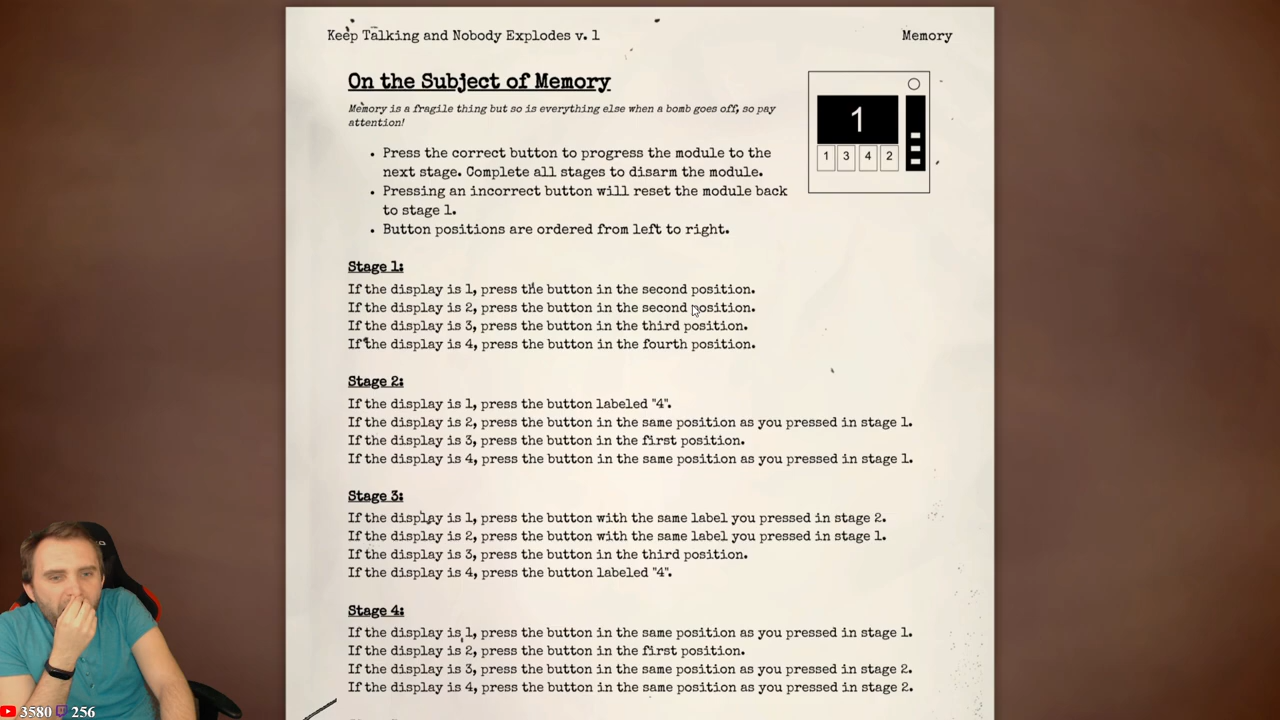 Keep Talking and Nobody Explodes v. 1
Memory
On the Subject of Memory
Memory is a fragile thing but so is everything else when a bomb goes off, so pay
attention!
1
1 3 4 2
• Press the correct button to progress the module to the
next stage. Complete all stages to disarm the module.
• Pressing an incorrect button will reset the module back
to stage 1.
• Button positions are ordered from left to right.
Stage 1:
If the display is 1, press the button in the second position.
If the display is 2, press the button in the second position.
If the display is 3, press the button in the third position.
If the display is 4, press the button in the fourth position.
Stage 2:
If the display is 1, press the button labeled "4".
If the display is 2, press the button in the same position as you pressed in stage 1.
If the display is 3, press the button in the first position.
If the display is 4, press the button in the same position as you pressed in stage 1.
Stage 3:
If the display is 1, press the button with the same label you pressed in stage 2.
If the display is 2, press the button with the same label you pressed in stage 1.
If the display is 3, press the button in the third position.
If the display is 4, press the button labeled "4".
Stage 4:
If the display is 1, press the button in the same position as you pressed in stage 1.
If the display is 2, press the button in the first position.
If the display is 3, press the button in the same position as you pressed in stage 2.
If the display is 4, press the button in the same position as you pressed in stage 2.
3580 256